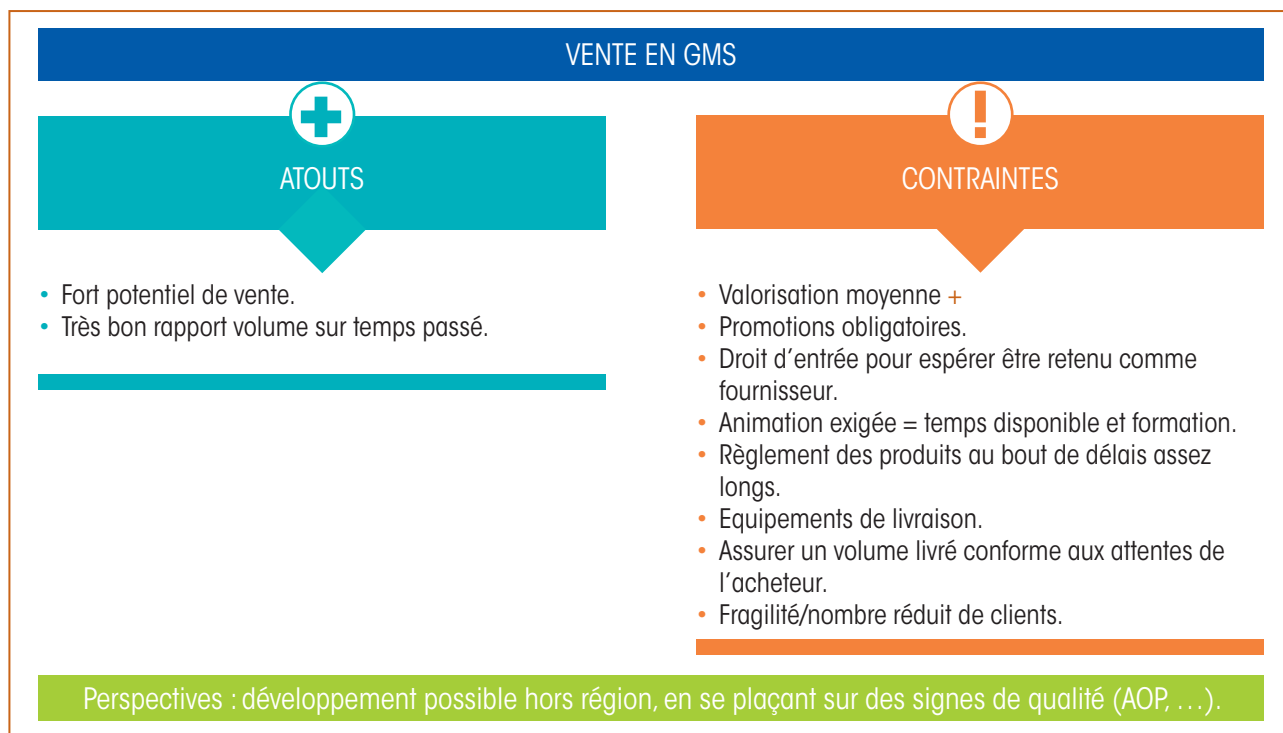 VENTE EN GMS
ATOUTS
• Fort potentiel de vente.
• Très bon rapport volume sur temps passé.
CONTRAINTES
• Valorisation moyenne +
• Promotions obligatoires.
• Droit d’entrée pour espérer être retenu comme
fournisseur.
• Animation exigée = temps disponible et formation.
• Règlement des produits au bout de délais assez
longs.
• Equipements de livraison.
• Assurer un volume livré conforme aux attentes de
l’acheteur.
• Fragilité/nombre réduit de clients.
Perspectives : développement possible hors région, en se plaçant sur des signes de qualité (AOP, …).